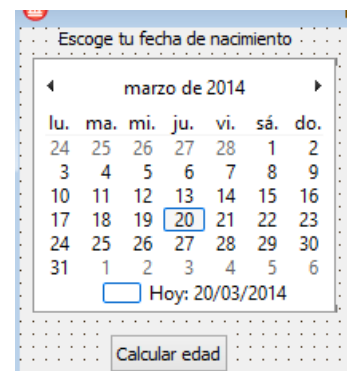 Escoge tu fecha de nacimiento
marzo de 2014
lu. ma. mi. ju. vi. sá. do.
24 25 26 27 28 1 2
3 4 5 6 7 8 9
10 11 12 13 14 15 16
17 18 19 20 21 22 23
24 25 26 27 28 29 30
31 1 2 3 4 5 6
Hoy: 20/03/2014
Calcular edad